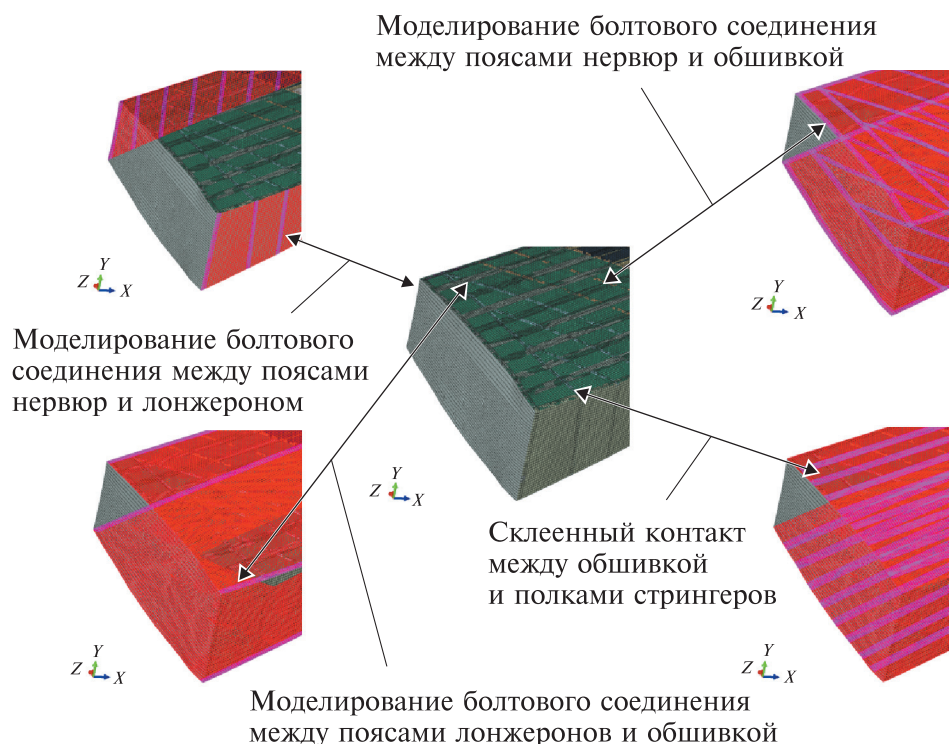 Моделирование болтового соединения
между поясами нервюр и обшивкой
Y
Z
X
Y
Z
X
Моделирование болтового
соединения между поясами
нервюр и лонжероном
Y
Z
X
Склеенный контакт
между обшивкой
и полками стрингеров
Y
Z
X
Y
Z
X
Моделирование болтового соединения
между поясами лонжеронов и обшивкой